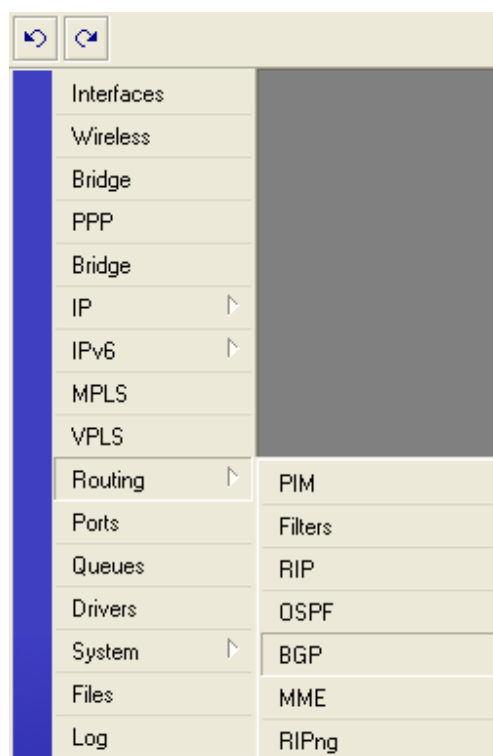 Interfaces
Wireless
Bridge
PPP
Bridge
IP
IPv6
MPLS
VPLS
Routing
Ports
Queues
Drivers
System
Files
Log
PIM
Filters
RIP
OSPF
BGP
MME
RIPng